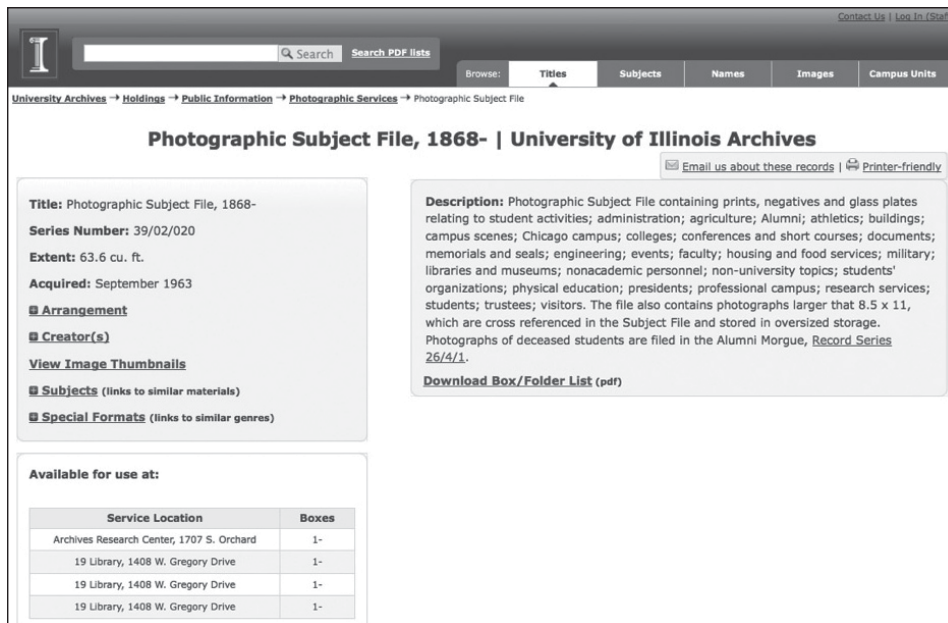 Contact Us | Log In (Staf
I
Search Search PDF lists
Browse: Titles Subjects Names Images Campus Units
University Archives → Holdings → Public Information → Photographic Services → Photographic Subject File
Photographic Subject File, 1868- | University of Illinois Archives
Email us about these records | Printer-friendly
Title: Photographic Subject File, 1868-
Series Number: 39/02/020
Extent: 63.6 cu. ft.
Acquired: September 1963
Arrangement
Creator(s)
View Image Thumbnails
Subjects (links to similar materials)
Special Formats (links to similar genres)
Description: Photographic Subject File containing prints, negatives and glass plates
relating to student activities; administration; agriculture; Alumni; athletics; buildings;
campus scenes; Chicago campus; colleges; conferences and short courses; documents;
memorials and seals; engineering; events; faculty; housing and food services; military;
libraries and museums; nonacademic personnel; non-university topics; students'
organizations; physical education; presidents; professional campus; research services;
students; trustees; visitors. The file also contains photographs larger that 8.5 x 11,
which are cross referenced in the Subject File and stored in oversized storage.
Photographs of deceased students are filed in the Alumni Morgue, Record Series
26/4/1.
Download Box/Folder List (pdf)
Available for use at:
Service Location Boxes
Archives Research Center, 1707 S. Orchard 1-
19 Library, 1408 W. Gregory Drive 1-
19 Library, 1408 W. Gregory Drive 1-
19 Library, 1408 W. Gregory Drive 1-